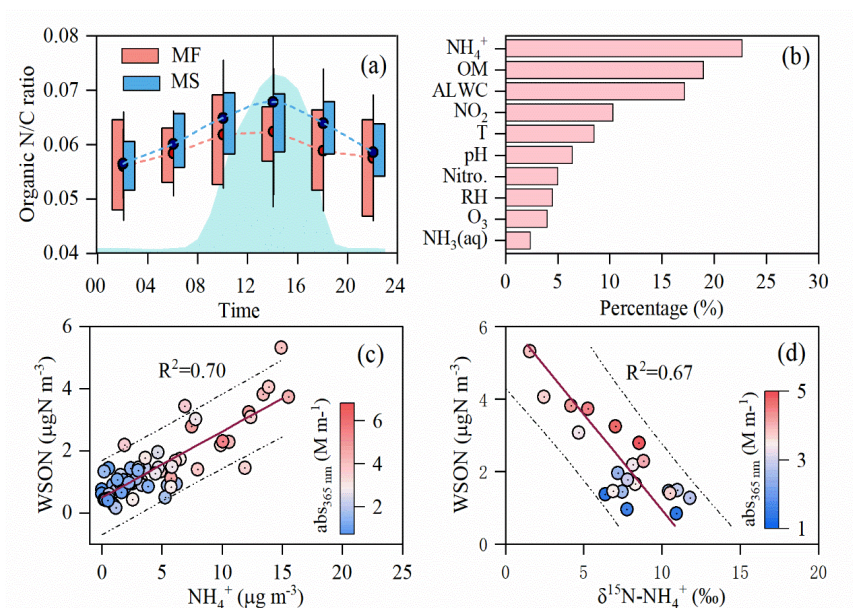 (a)
MF
MS
Organic N/C ratio
0.08
0.07
0.06
0.05
0.04
00 04 08 12 16 20 24
Time
(b)
NH₄⁺
OM
ALWC
NO₂
T
pH
Nitro.
RH
O₃
NH₃(aq)
0 5 10 15 20 25 30
Percentage (%)
(c)
R²=0.70
WSON (μgN m⁻³)
6
4
2
0
0 5 10 15 20 25
NH₄⁺ (μg m⁻³)
abs₃₆₅ ₙₘ (M m⁻¹)
6
4
2
(d)
R²=0.67
WSON (μgN m⁻³)
6
4
2
0
0 5 10 15 20
δ¹⁵N-NH₄⁺ (‰)
abs₃₆₅ ₙₘ (M m⁻¹)
5
3
1